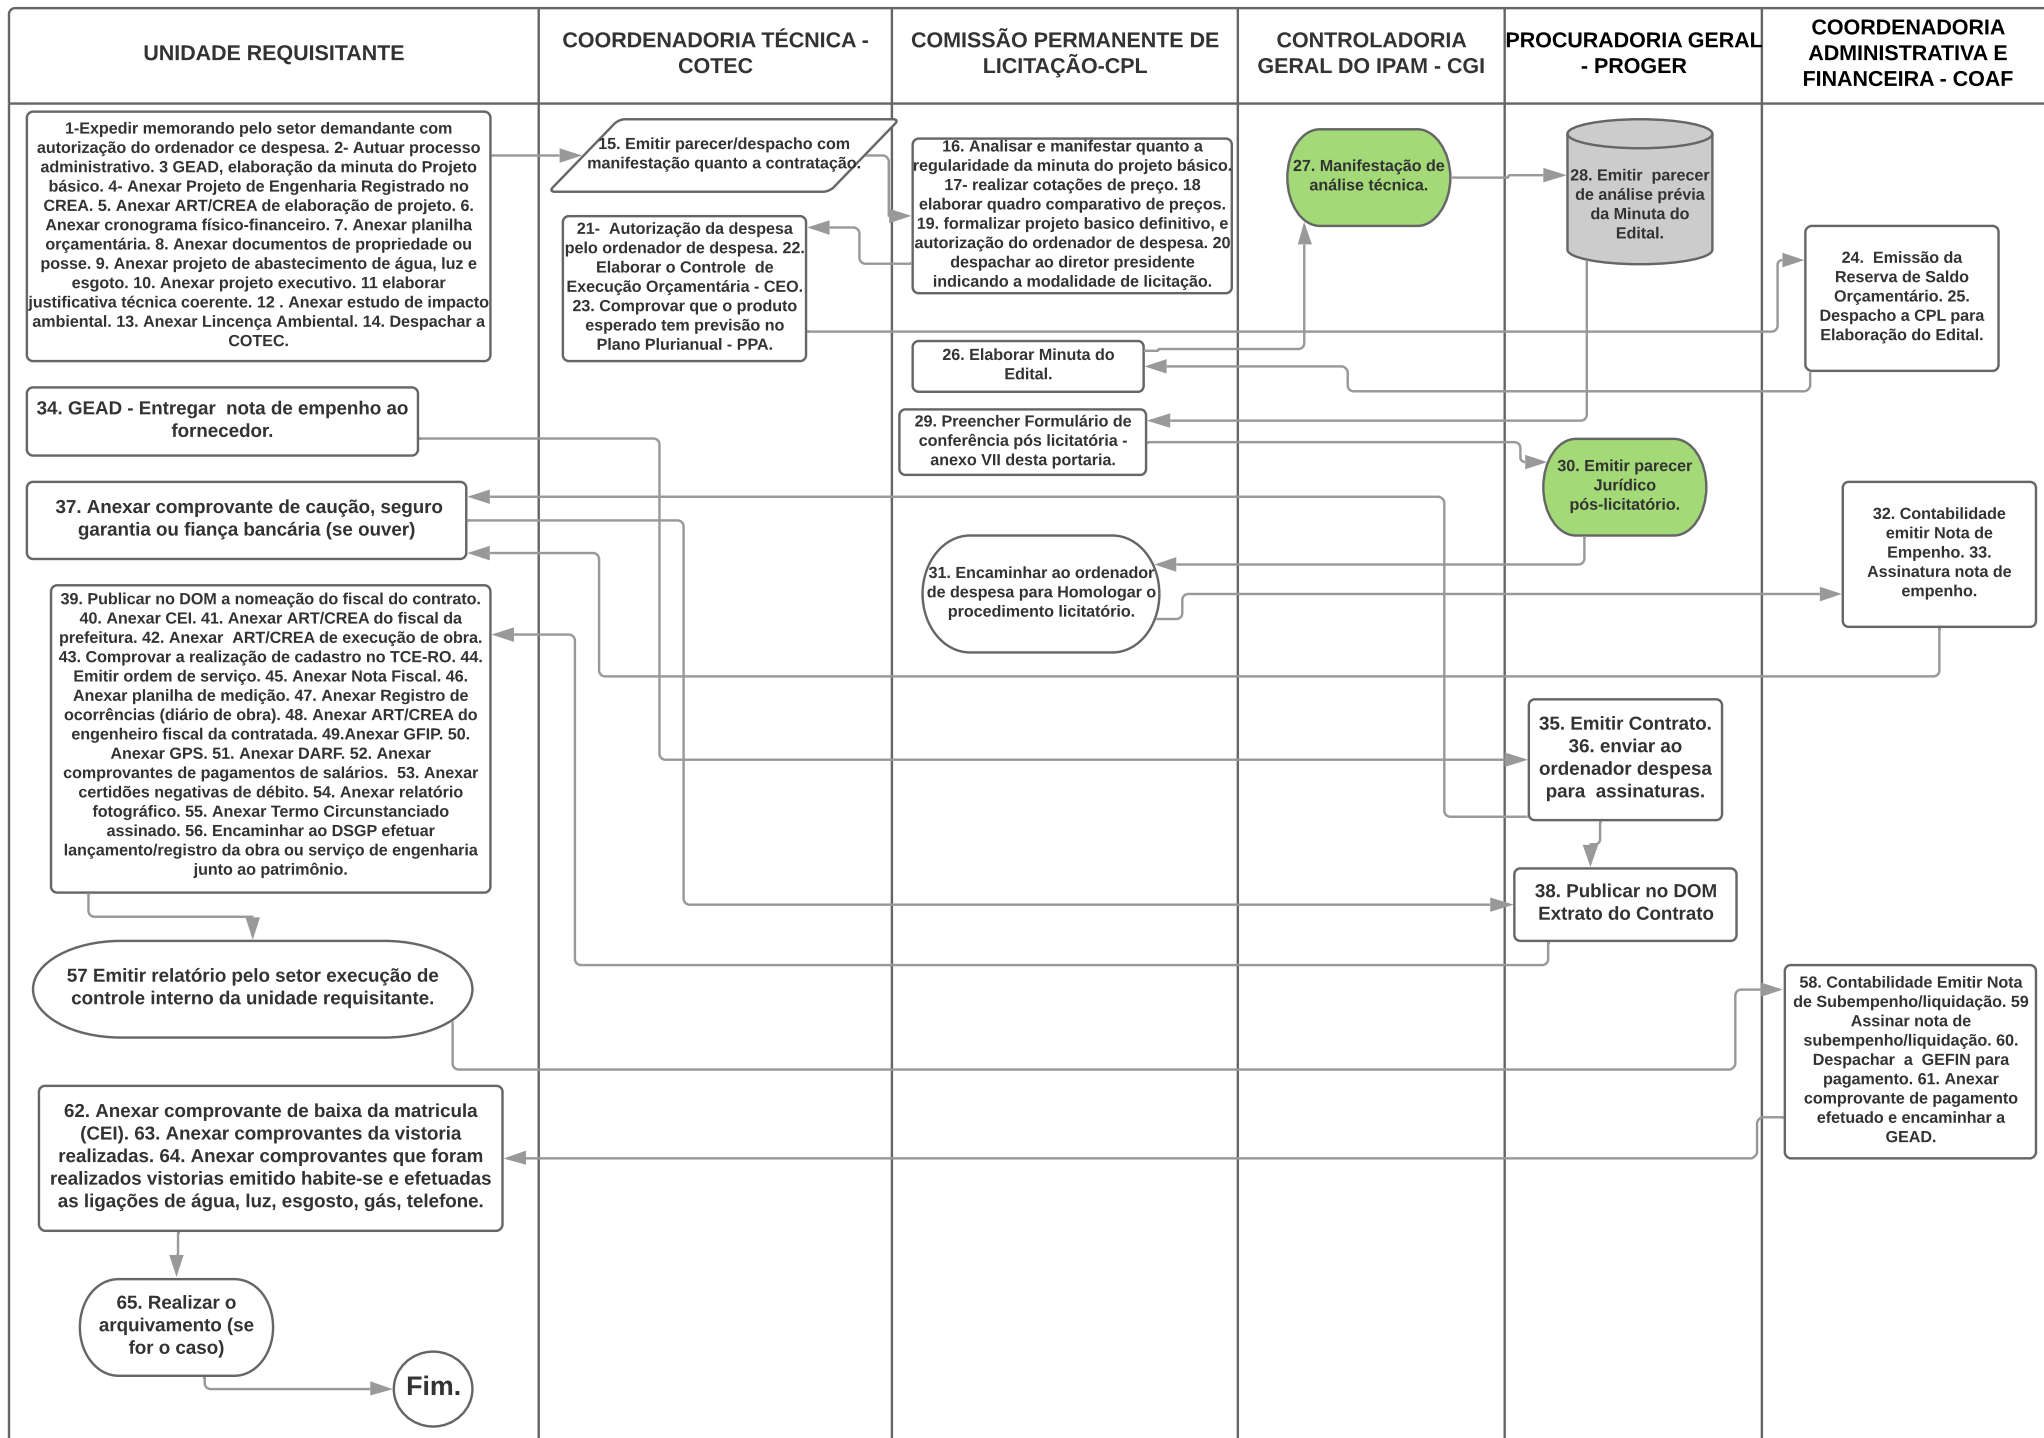 UNIDADE REQUISITANTE
COORDENADORIA TÉCNICA -
COTEC
COMISSÃO PERMANENTE DE
LICITAÇÃO-CPL
CONTROLADORIA
GERAL DO IPAM - CGI
PROCURADORIA GERAL
- PROGER
COORDENADORIA
ADMINISTRATIVA E
FINANCEIRA - COAF
1-Expedir memorando pelo setor demandante com
autorização do ordenador ce despesa. 2- Autuar processo
administrativo. 3 GEAD, elaboração da minuta do Projeto
básico. 4- Anexar Projeto de Engenharia Registrado no
CREA. 5. Anexar ART/CREA de elaboração de projeto. 6.
Anexar cronograma físico-financeiro. 7. Anexar planilha
orçamentária. 8. Anexar documentos de propriedade ou
posse. 9. Anexar projeto de abastecimento de água, luz e
esgoto. 10. Anexar projeto executivo. 11 elaborar
justificativa técnica coerente. 12 . Anexar estudo de impacto
ambiental. 13. Anexar Lincença Ambiental. 14. Despachar a
COTEC.
15. Emitir parecer/despacho com
manifestação quanto a contratação.
16. Analisar e manifestar quanto a
regularidade da minuta do projeto básico.
17- realizar cotações de preço. 18
elaborar quadro comparativo de preços.
19. formalizar projeto basico definitivo, e
autorização do ordenador de despesa. 20
despachar ao diretor presidente
indicando a modalidade de licitação.
21-  Autorização da despesa
pelo ordenador de despesa. 22.
Elaborar o Controle  de
Execução Orçamentária - CEO.
23. Comprovar que o produto
esperado tem previsão no
Plano Plurianual - PPA.
24.  Emissão da
Reserva de Saldo
Orçamentário. 25.
Despacho a CPL para
Elaboração do Edital.
26. Elaborar Minuta do
Edital.
27. Manifestação de
análise técnica.
28. Emitir  parecer
de análise prévia
da Minuta do
Edital.
29. Preencher Formulário de
conferência pós licitatória -
anexo VII desta portaria.
30. Emitir parecer
Jurídico
pós-licitatório.
31. Encaminhar ao ordenador
de despesa para Homologar o
procedimento licitatório.
32. Contabilidade
emitir Nota de
Empenho. 33.
Assinatura nota de
empenho.
34. GEAD - Entregar  nota de empenho ao
fornecedor.
35. Emitir Contrato.
36. enviar ao
ordenador despesa
para  assinaturas.
37. Anexar comprovante de caução, seguro
garantia ou fiança bancária (se ouver)
38. Publicar no DOM
Extrato do Contrato
39. Publicar no DOM a nomeação do fiscal do contrato.
40. Anexar CEI. 41. Anexar ART/CREA do fiscal da
prefeitura. 42. Anexar  ART/CREA de execução de obra.
43. Comprovar a realização de cadastro no TCE-RO. 44.
Emitir ordem de serviço. 45. Anexar Nota Fiscal. 46.
Anexar planilha de medição. 47. Anexar Registro de
ocorrências (diário de obra). 48. Anexar ART/CREA do
engenheiro fiscal da contratada. 49.Anexar GFIP. 50.
Anexar GPS. 51. Anexar DARF. 52. Anexar
comprovantes de pagamentos de salários.  53. Anexar
certidões negativas de débito. 54. Anexar relatório
fotográfico. 55. Anexar Termo Circunstanciado
assinado. 56. Encaminhar ao DSGP efetuar
lançamento/registro da obra ou serviço de engenharia
junto ao patrimônio.
57 Emitir relatório pelo setor execução de
controle interno da unidade requisitante.
58. Contabilidade Emitir Nota
de Subempenho/liquidação. 59
Assinar nota de
subempenho/liquidação. 60.
Despachar  a  GEFIN para
pagamento. 61. Anexar
comprovante de pagamento
efetuado e encaminhar a
GEAD.
62. Anexar comprovante de baixa da matricula
(CEI). 63. Anexar comprovantes da vistoria
realizadas. 64. Anexar comprovantes que foram
realizados vistorias emitido habite-se e efetuadas
as ligações de água, luz, esgosto, gás, telefone.
65. Realizar o
arquivamento (se
for o caso)
Fim.